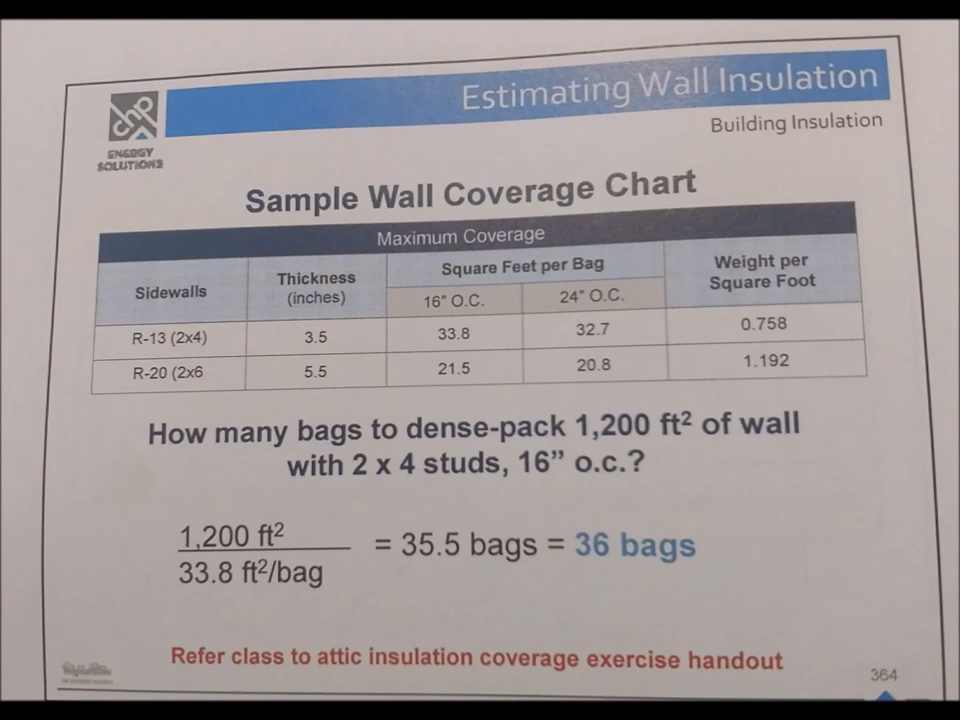 Estimating Wall Insulation
Building Insulation
chp
ENERGY
SOLUTIONS
Sample Wall Coverage Chart
Maximum Coverage
Sidewalls Thickness (inches) Square Feet per Bag Weight per Square Foot
16" O.C. 24" O.C.
R-13 (2x4) 3.5 33.8 32.7 0.758
R-20 (2x6 5.5 21.5 20.8 1.192
How many bags to dense-pack 1,200 ft² of wall
with 2 x 4 studs, 16” o.c.?
1,200 ft²
33.8 ft²/bag
= 35.5 bags = 36 bags
Refer class to attic insulation coverage exercise handout
364